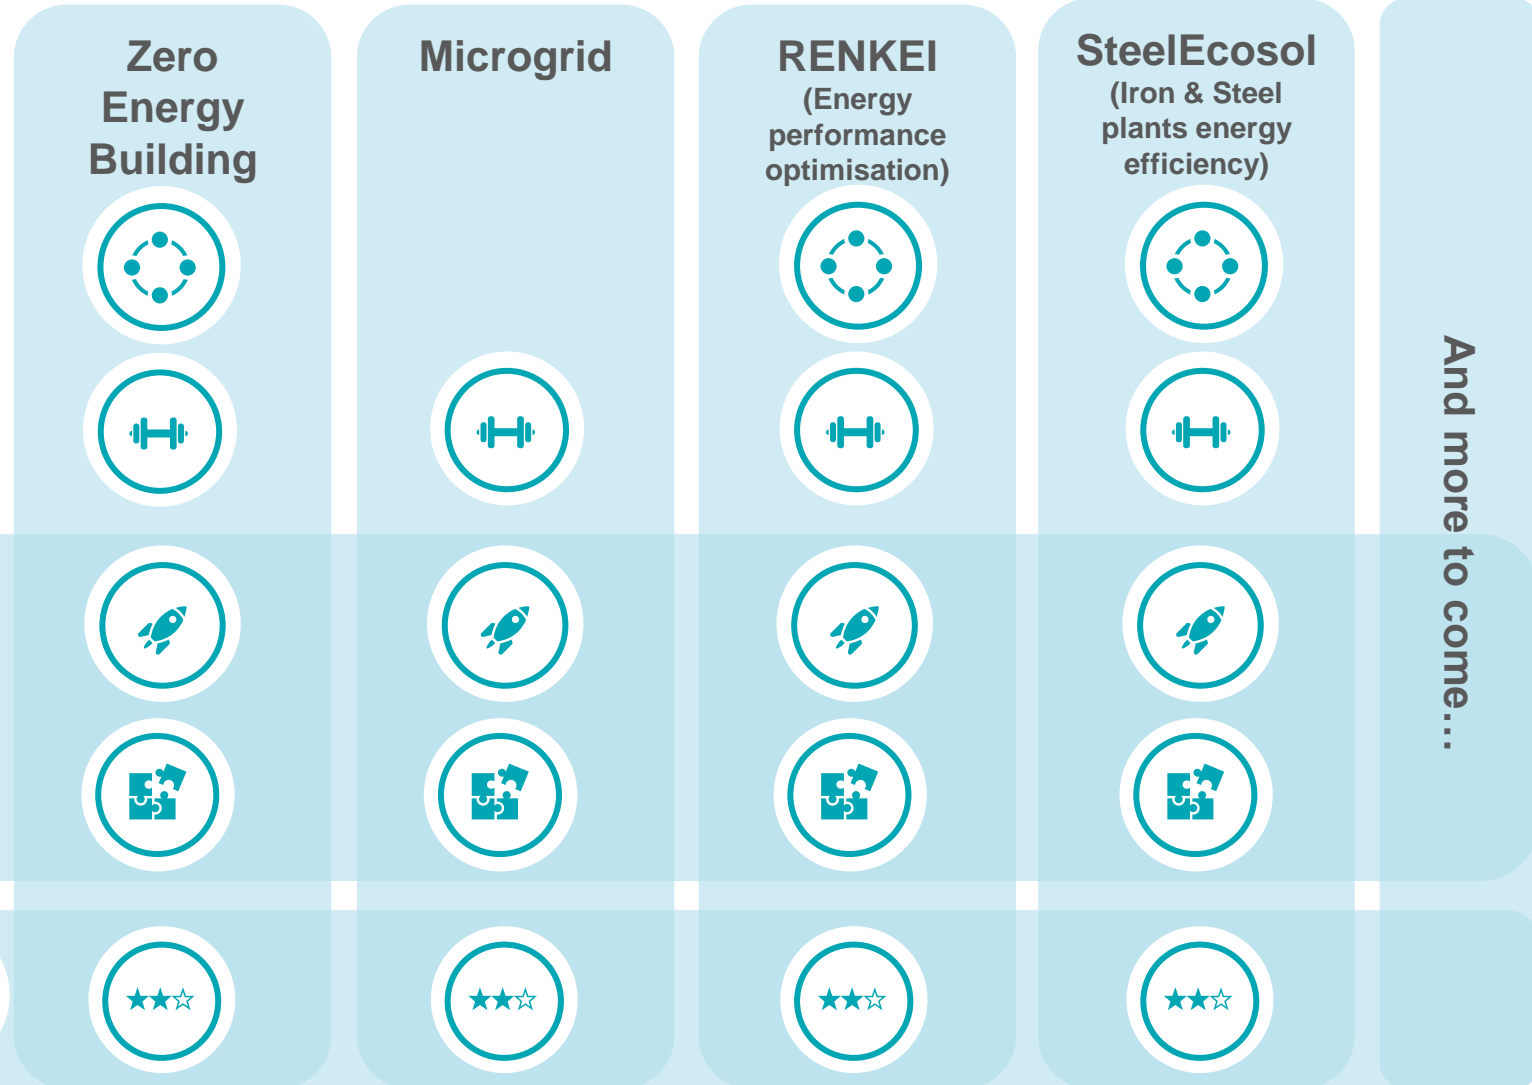 Zero
Energy
Building
Microgrid
RENKEI
(Energy
performance
optimisation)
SteelEcosol
(Iron & Steel
plants energy
efficiency)
And more to come…